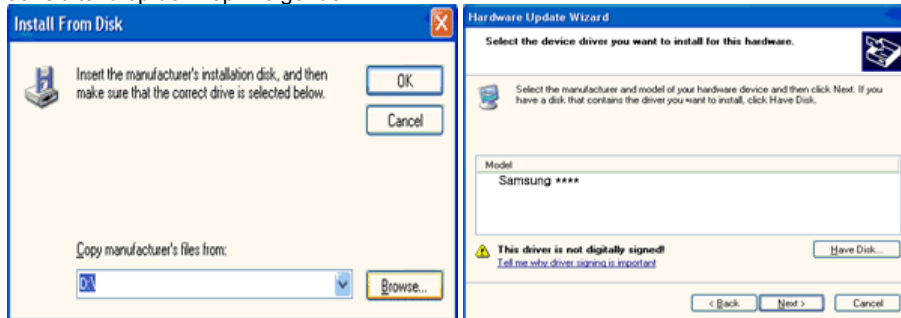 Install From Disk
Insert the manufacturer's installation disk, and then
make sure that the correct drive is selected below.
OK
Cancel
Copy manufacturer's files from:
D:\
Browse...
Hardware Update Wizard
Select the device driver you want to install for this hardware.
Select the manufacturer and model of your hardware device and then click Next. If you
have a disk that contains the driver you want to install, click Have Disk.
Model
Samsung ****
This driver is not digitally signed!
Tell me why driver signing is important
Have Disk...
< Back
Next >
Cancel